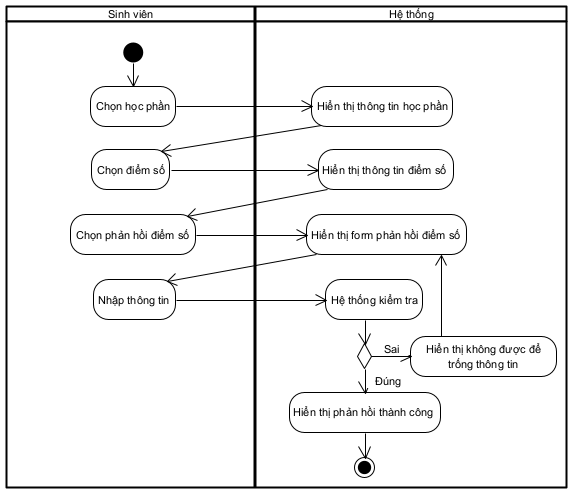 Sinh viên
Hệ thống
Chọn học phần
Hiển thị thông tin học phần
Chọn điểm số
Hiển thị thông tin điểm số
Chọn phản hồi điểm số
Hiển thị form phản hồi điểm số
Nhập thông tin
Hệ thống kiểm tra
Sai
Hiển thị không được để
trống thông tin
Đúng
Hiển thị phản hồi thành công